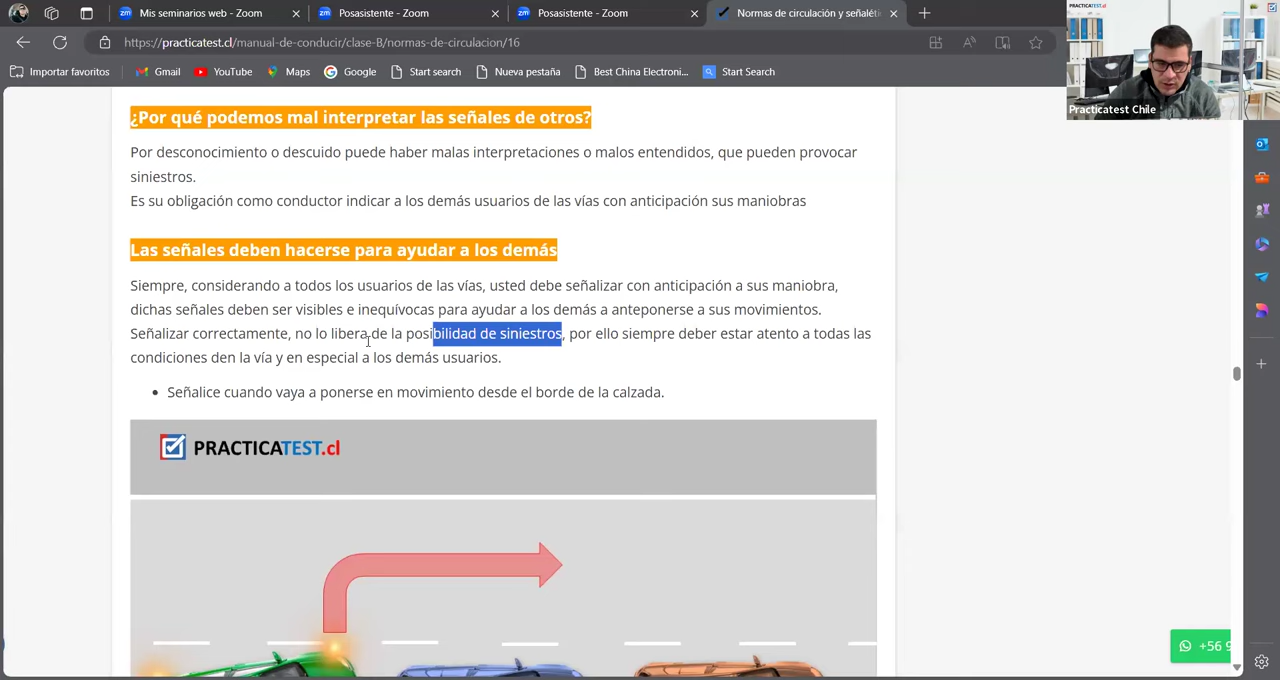 Mis seminarios web - Zoom
Posasistente - Zoom
Posasistente - Zoom
Normas de circulación y señaléti
PRACTICATEST.cl
https://practicatest.cl/manual-de-conducir/clase-B/normas-de-circulacion/16
Importar favoritos
Gmail
YouTube
Maps
Google
Start search
Nueva pestaña
Best China Electroni...
Start Search
Practicatest Chile
¿Por qué podemos mal interpretar las señales de otros?
Por desconocimiento o descuido puede haber malas interpretaciones o malos entendidos, que pueden provocar
siniestros.
Es su obligación como conductor indicar a los demás usuarios de las vías con anticipación sus maniobras
Las señales deben hacerse para ayudar a los demás
Siempre, considerando a todos los usuarios de las vías, usted debe señalizar con anticipación a sus maniobra,
dichas señales deben ser visibles e inequívocas para ayudar a los demás a anteponerse a sus movimientos.
Señalizar correctamente, no lo libera de la posibilidad de siniestros, por ello siempre deber estar atento a todas las
condiciones den la vía y en especial a los demás usuarios.
• Señalice cuando vaya a ponerse en movimiento desde el borde de la calzada.
PRACTICATEST.cl
+56 9